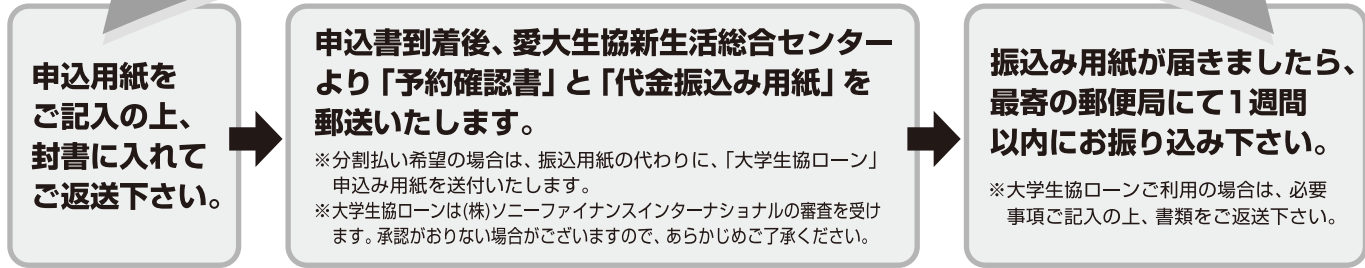 申込用紙を
ご記入の上、
封書に入れて
ご返送下さい。
申込書到着後、愛大生協新生活総合センター
より「予約確認書」と「代金振込み用紙」を
郵送いたします。
※分割払い希望の場合は、振込用紙の代わりに、「大学生協ローン」
申込み用紙を送付いたします。
※大学生協ローンは(株)ソニーファイナンスインターナショナルの審査を受け
ます。承認がおりない場合がございますので、あらかじめご了承ください。
振込み用紙が届きましたら、
最寄の郵便局にて1週間
以内にお振り込み下さい。
※大学生協ローンご利用の場合は、必要
事項ご記入の上、書類をご返送下さい。